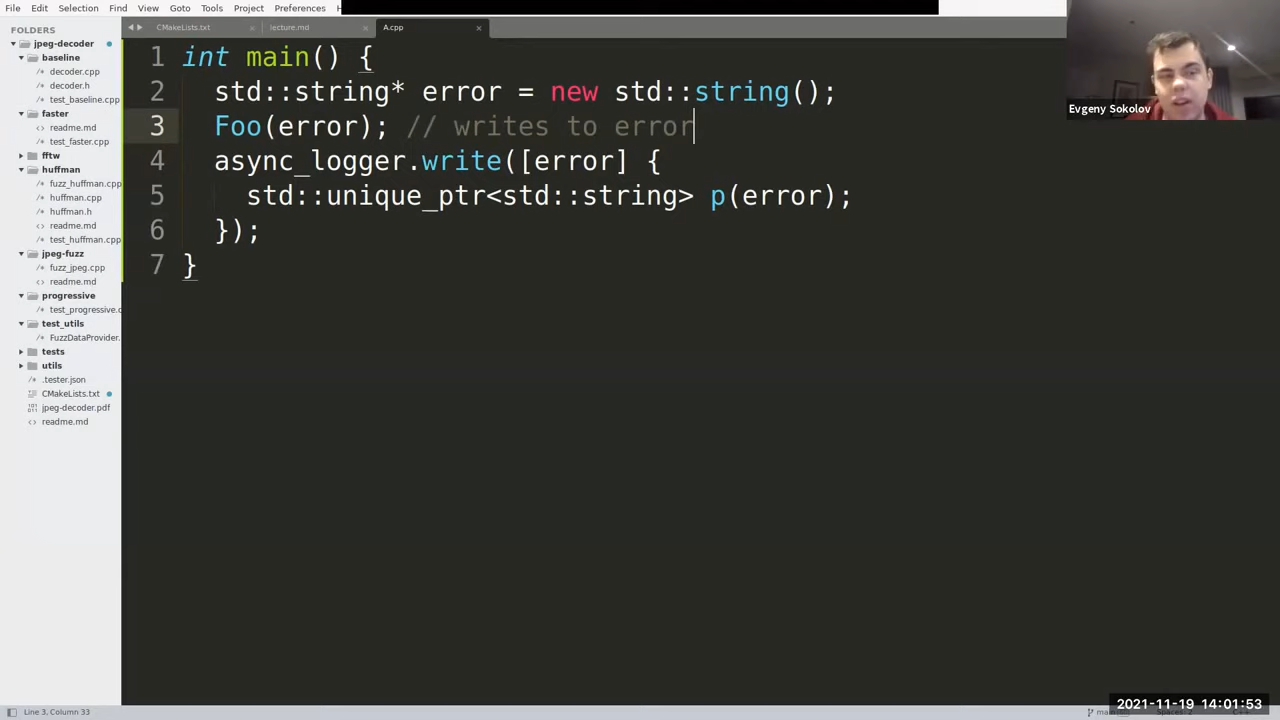 File Edit Selection Find View Goto Tools Project Preferences
FOLDERS
jpeg-decoder
baseline
decoder.cpp
decoder.h
test_baseline.cpp
faster
readme.md
test_faster.cpp
fftw
huffman
fuzz_huffman.cpp
huffman.cpp
huffman.h
readme.md
test_huffman.cpp
jpeg-fuzz
fuzz_jpeg.cpp
readme.md
progressive
test_progressive.c
test_utils
FuzzDataProvider.
tests
utils
.tester.json
CMakeLists.txt
jpeg-decoder.pdf
readme.md
CMakeLists.txt × lecture.md × A.cpp ×
1 int main() {
2 std::string* error = new std::string();
3 Foo(error); // writes to error
4 async_logger.write([error] {
5 std::unique_ptr<std::string> p(error);
6 });
7 }
Evgeny Sokolov
Line 3, Column 33
2021-11-19 14:01:53